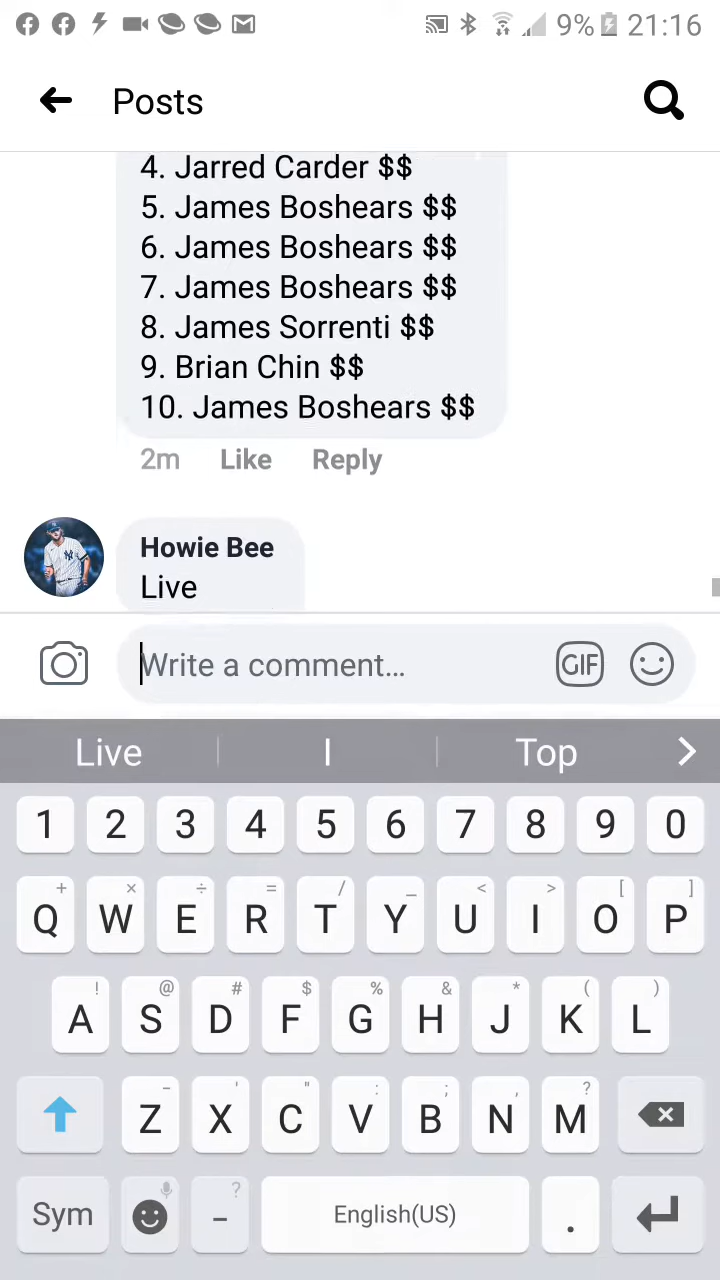 9% 21:16
Posts
4. Jarred Carder $$
5. James Boshears $$
6. James Boshears $$
7. James Boshears $$
8. James Sorrenti $$
9. Brian Chin $$
10. James Boshears $$
2m Like Reply
Howie Bee
Live
Write a comment...
GIF
Live I Top
1 2 3 4 5 6 7 8 9 0
+ × ÷ = / _ < > [ ]
Q W E R T Y U I O P
! @ # $ % & * ( )
A S D F G H J K L
- ' " : ; , ?
Z X C V B N M
?
Sym - English(US) .